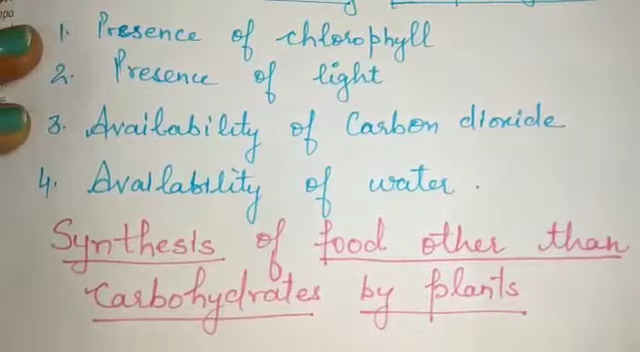 1. Presence of chlorophyll
2. Presence of light
3. Availability of Carbon dioxide
4. Availability of water.
Synthesis of food other than
Carbohydrates by plants